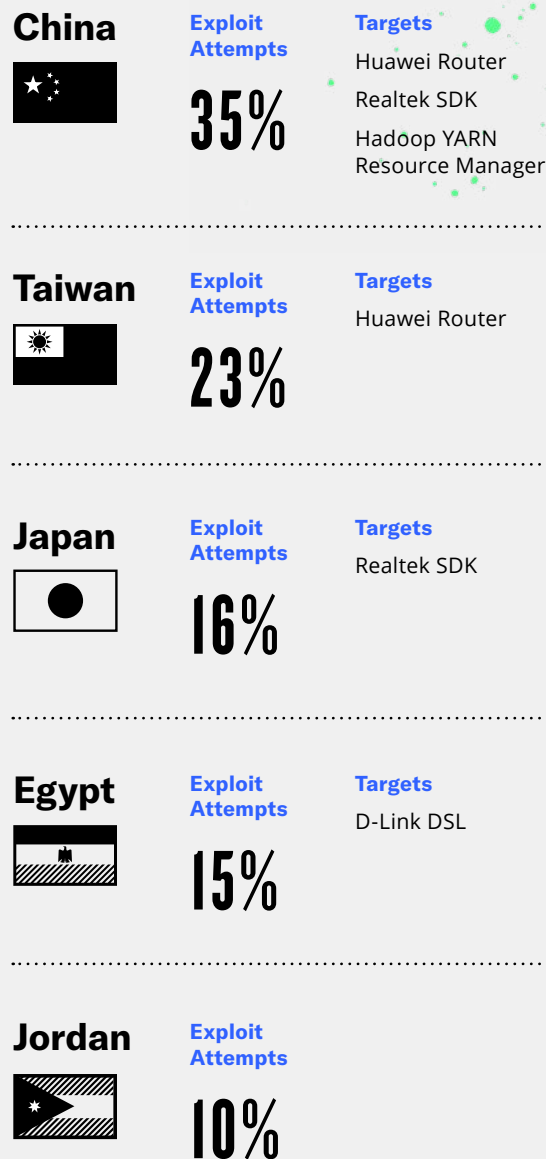 China
Exploit
Attempts
35%
Targets
Huawei Router
Realtek SDK
Hadoop YARN
Resource Manager
Taiwan
Exploit
Attempts
23%
Targets
Huawei Router
Japan
Exploit
Attempts
16%
Targets
Realtek SDK
Egypt
Exploit
Attempts
15%
Targets
D-Link DSL
Jordan
Exploit
Attempts
10%